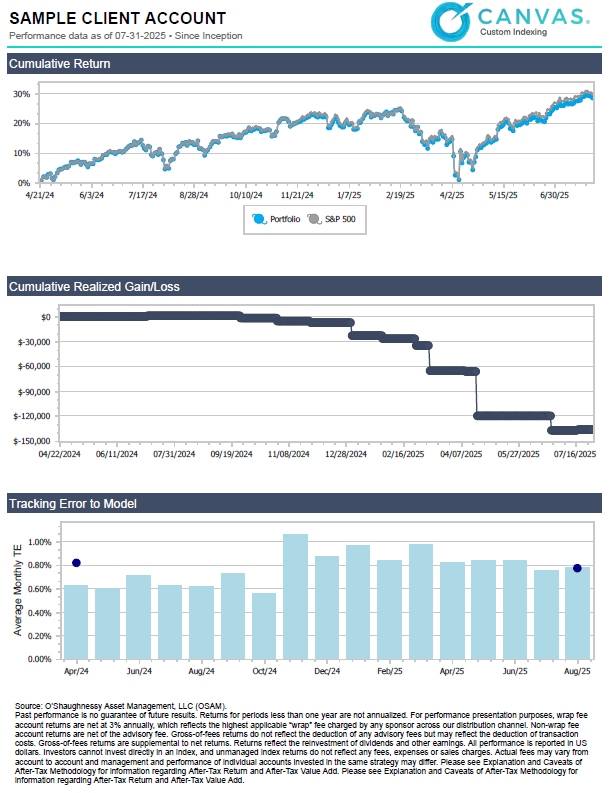 SAMPLE CLIENT ACCOUNT
Performance data as of 07-31-2025 • Since Inception
CANVAS®
Custom Indexing
Cumulative Return
30%
20%
10%
0%
4/21/24 6/3/24 7/17/24 8/28/24 10/10/24 11/21/24 1/7/25 2/19/25 4/2/25 5/15/25 6/30/25
Portfolio S&P 500
Cumulative Realized Gain/Loss
$0
$-30,000
$-60,000
$-90,000
$-120,000
$-150,000
04/22/2024 06/11/2024 07/31/2024 09/19/2024 11/08/2024 12/28/2024 02/16/2025 04/07/2025 05/27/2025 07/16/2025
Tracking Error to Model
Average Monthly TE
1.00%
0.80%
0.60%
0.40%
0.20%
0.00%
Apr/24 Jun/24 Aug/24 Oct/24 Dec/24 Feb/25 Apr/25 Jun/25 Aug/25
Source: O'Shaughnessy Asset Management, LLC (OSAM).
Past performance is no guarantee of future results. Returns for periods less than one year are not annualized. For performance presentation purposes, wrap fee
account returns are net at 3% annually, which reflects the highest applicable "wrap" fee charged by any sponsor across our distribution channel. Non-wrap fee
account returns are net of the advisory fee. Gross-of-fees returns do not reflect the deduction of any advisory fees but may reflect the deduction of transaction
costs. Gross-of-fees returns are supplemental to net returns. Returns reflect the reinvestment of dividends and other earnings. All performance is reported in US
dollars. Investors cannot invest directly in an index, and unmanaged index returns do not reflect any fees, expenses or sales charges. Actual fees may vary from
account to account and management and performance of individual accounts invested in the same strategy may differ. Please see Explanation and Caveats of
After-Tax Methodology for information regarding After-Tax Return and After-Tax Value Add. Please see Explanation and Caveats of After-Tax Methodology for
information regarding After-Tax Return and After-Tax Value Add.